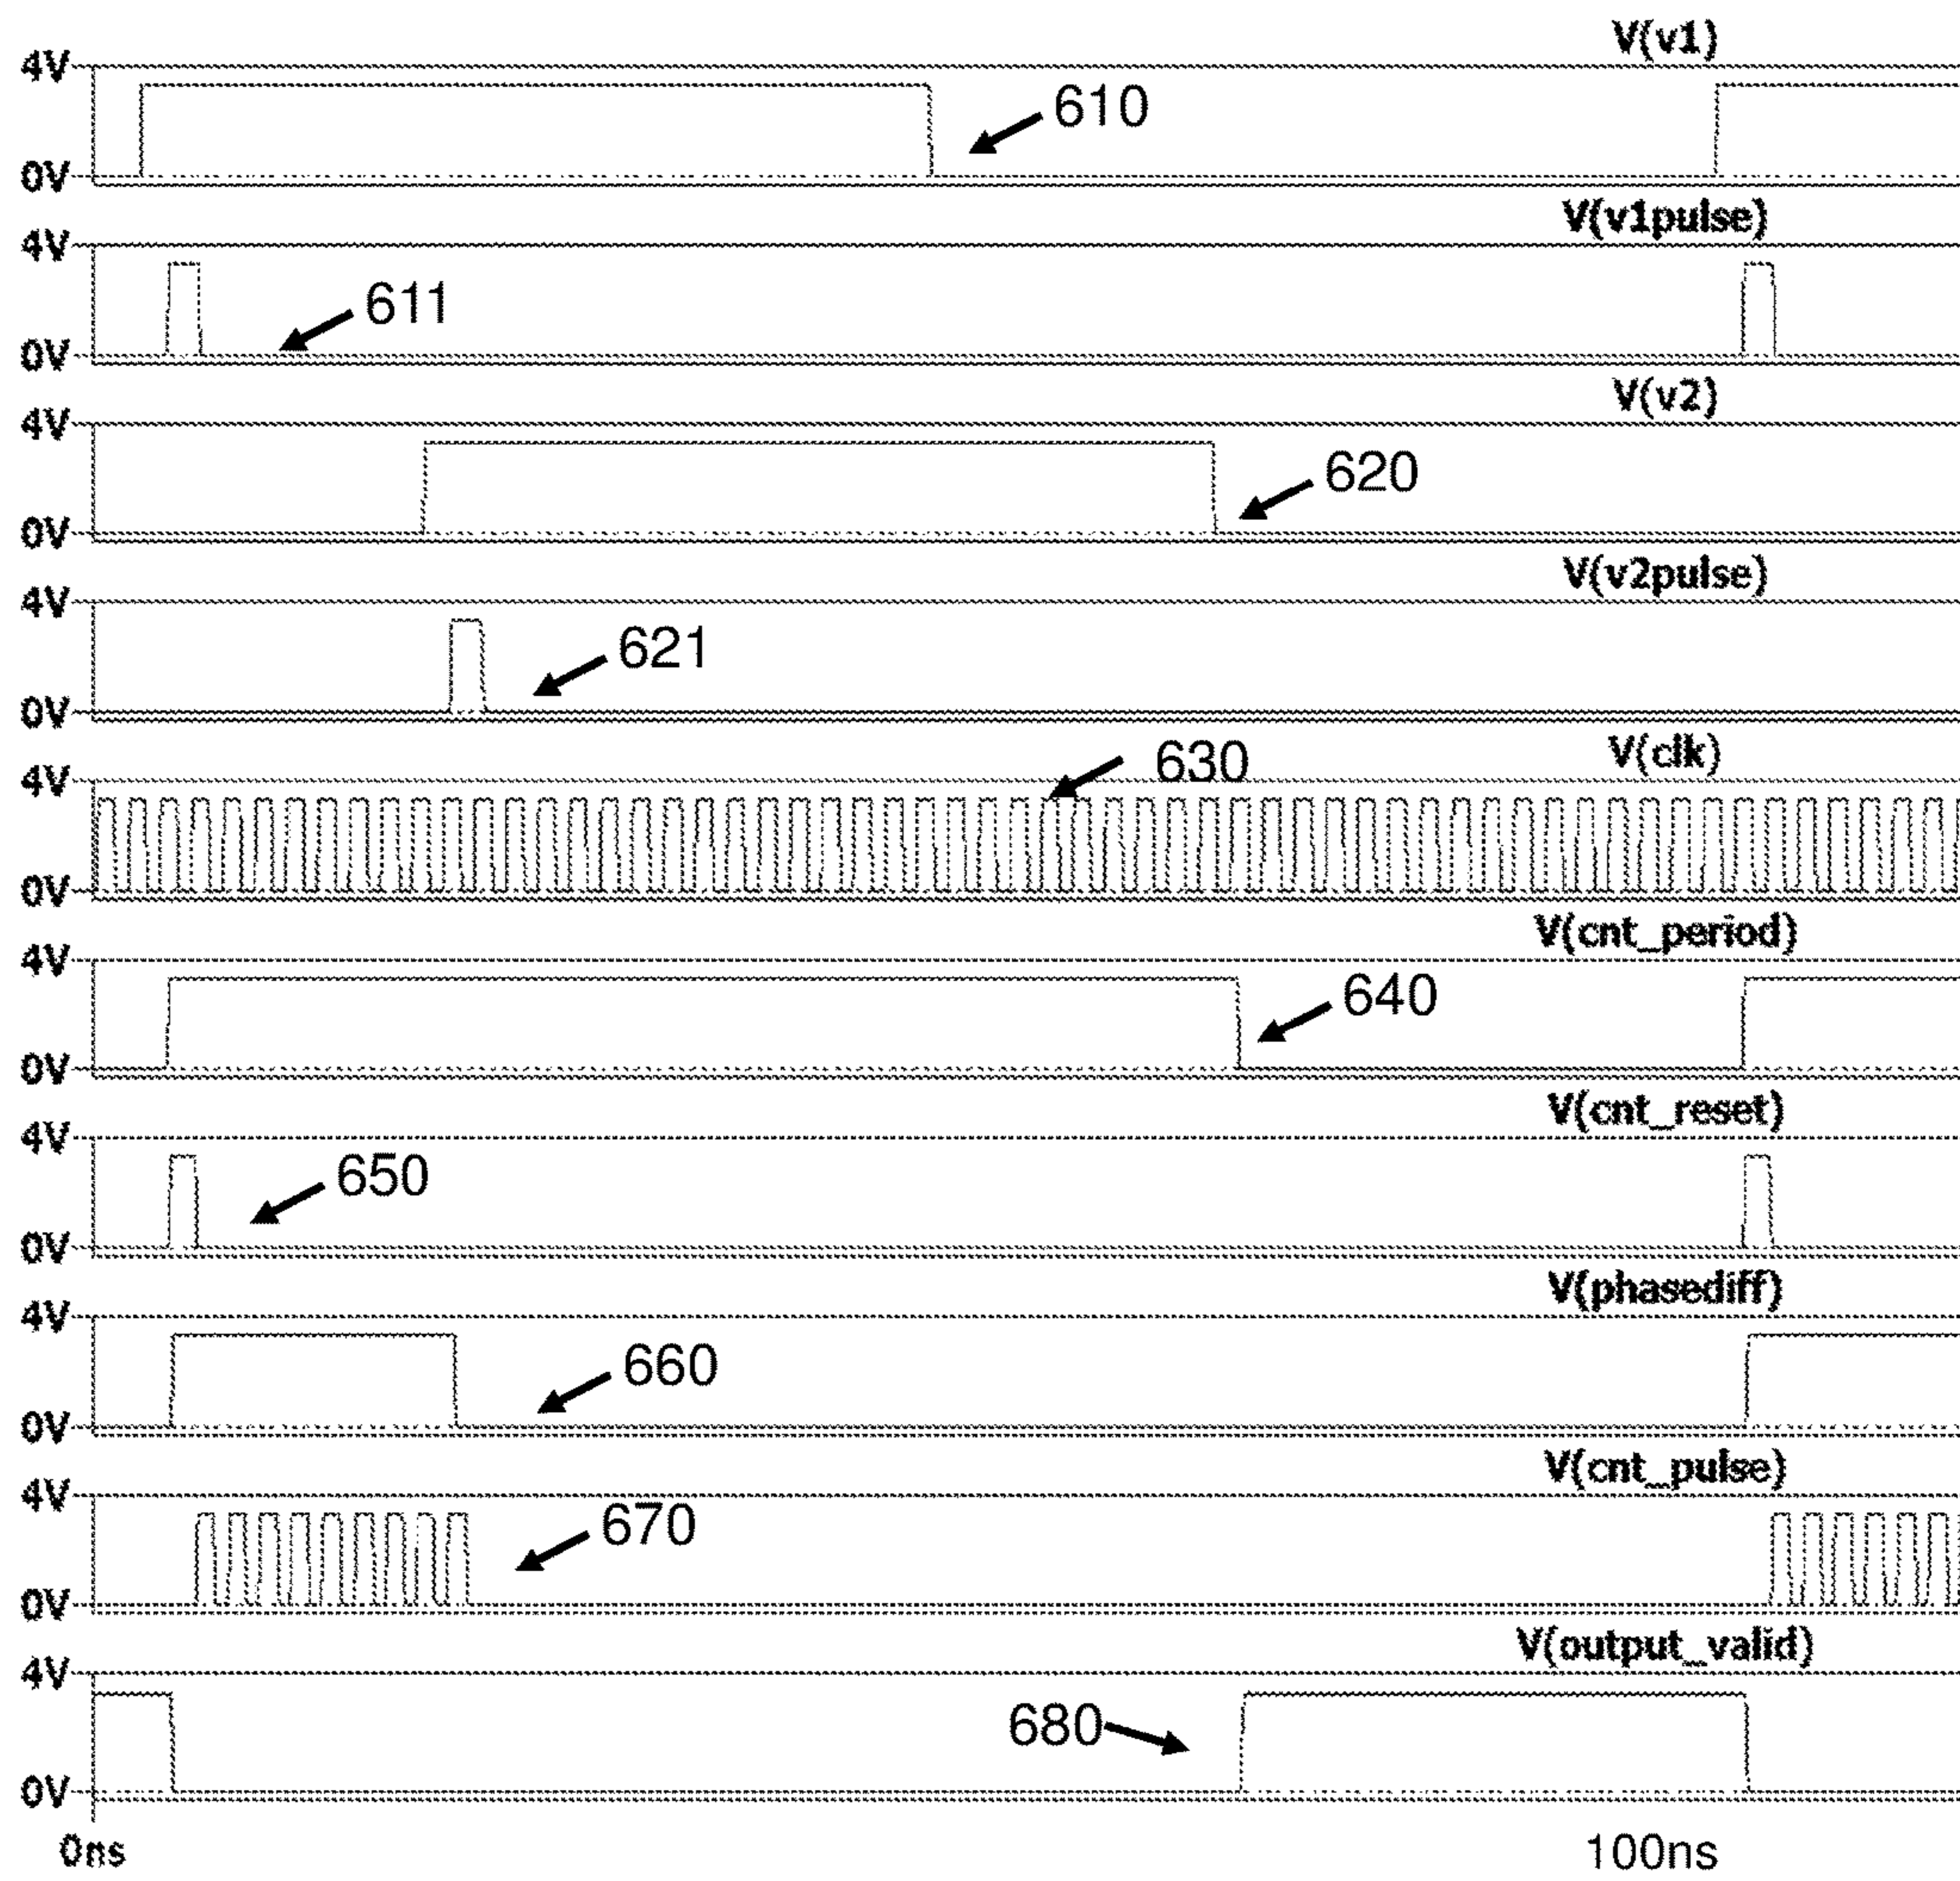 V(v1)
4V
610
0V
V(v1pulse)
4V
611
0V
V(v2)
4V
620
0V
V(v2pulse)
4V
621
0V
V(clk)
630
4V
0V
V(cnt_period)
4V
640
0V
V(cnt_reset)
4V
650
0V
V(phasediff)
4V
660
0V
V(cnt_pulse)
4V
670
0V
V(output_valid)
4V
680
0V
0ns 100ns